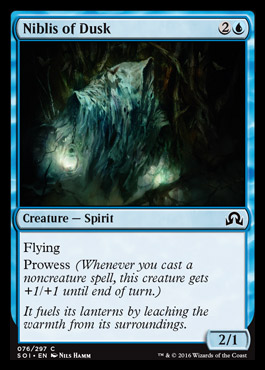 Niblis of Dusk 2
Creature — Spirit
Flying
Prowess (Whenever you cast a
noncreature spell, this creature gets
+1/+1 until end of turn.)
It fuels its lanterns by leaching the
warmth from its surroundings.
2/1
076/297 C
SOI • EN Nils Hamm ™ & © 2016 Wizards of the Coast